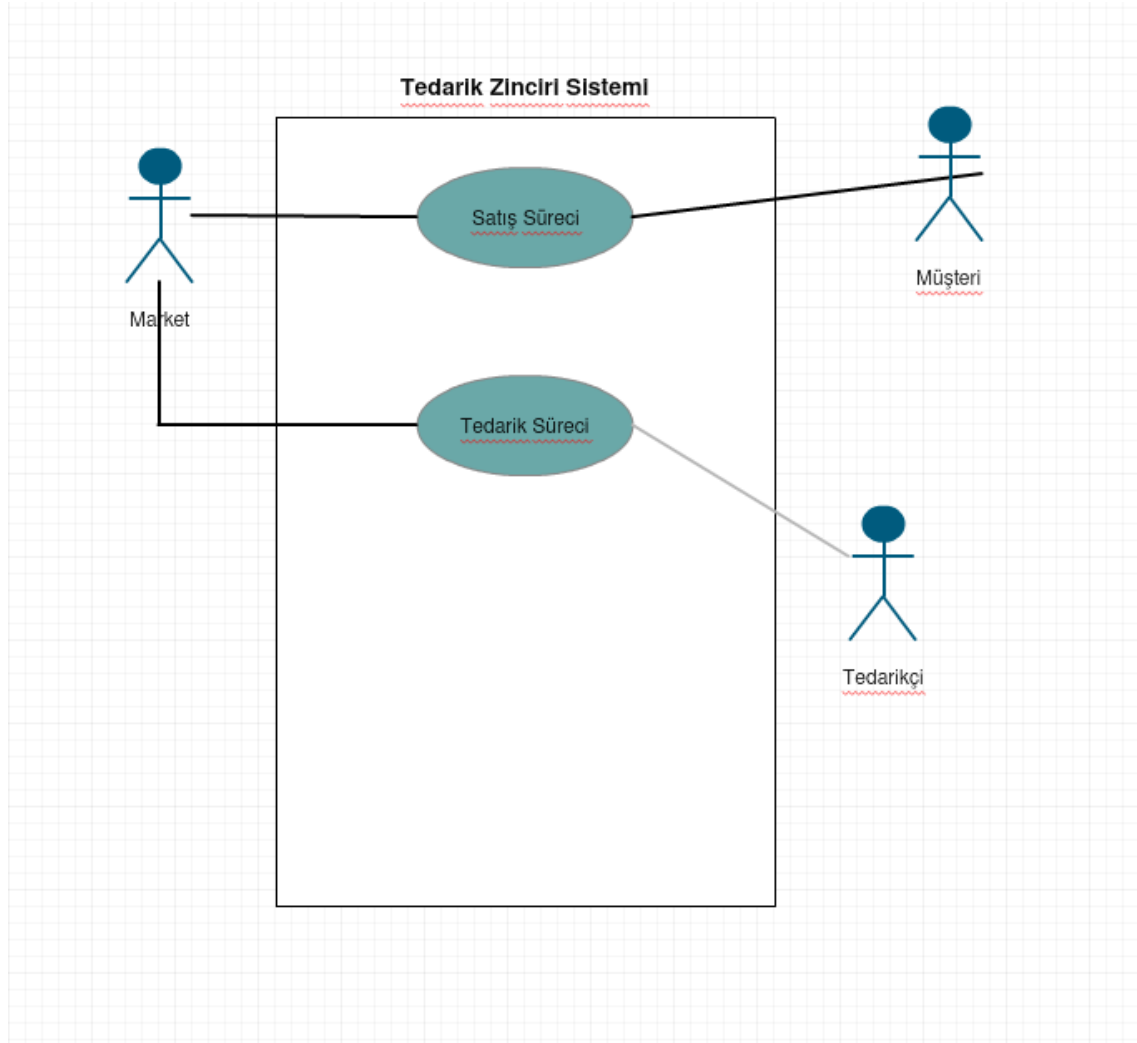 Tedarik Zinciri Sistemi
Satış Süreci
Müşteri
Market
Tedarik Süreci
Tedarikçi